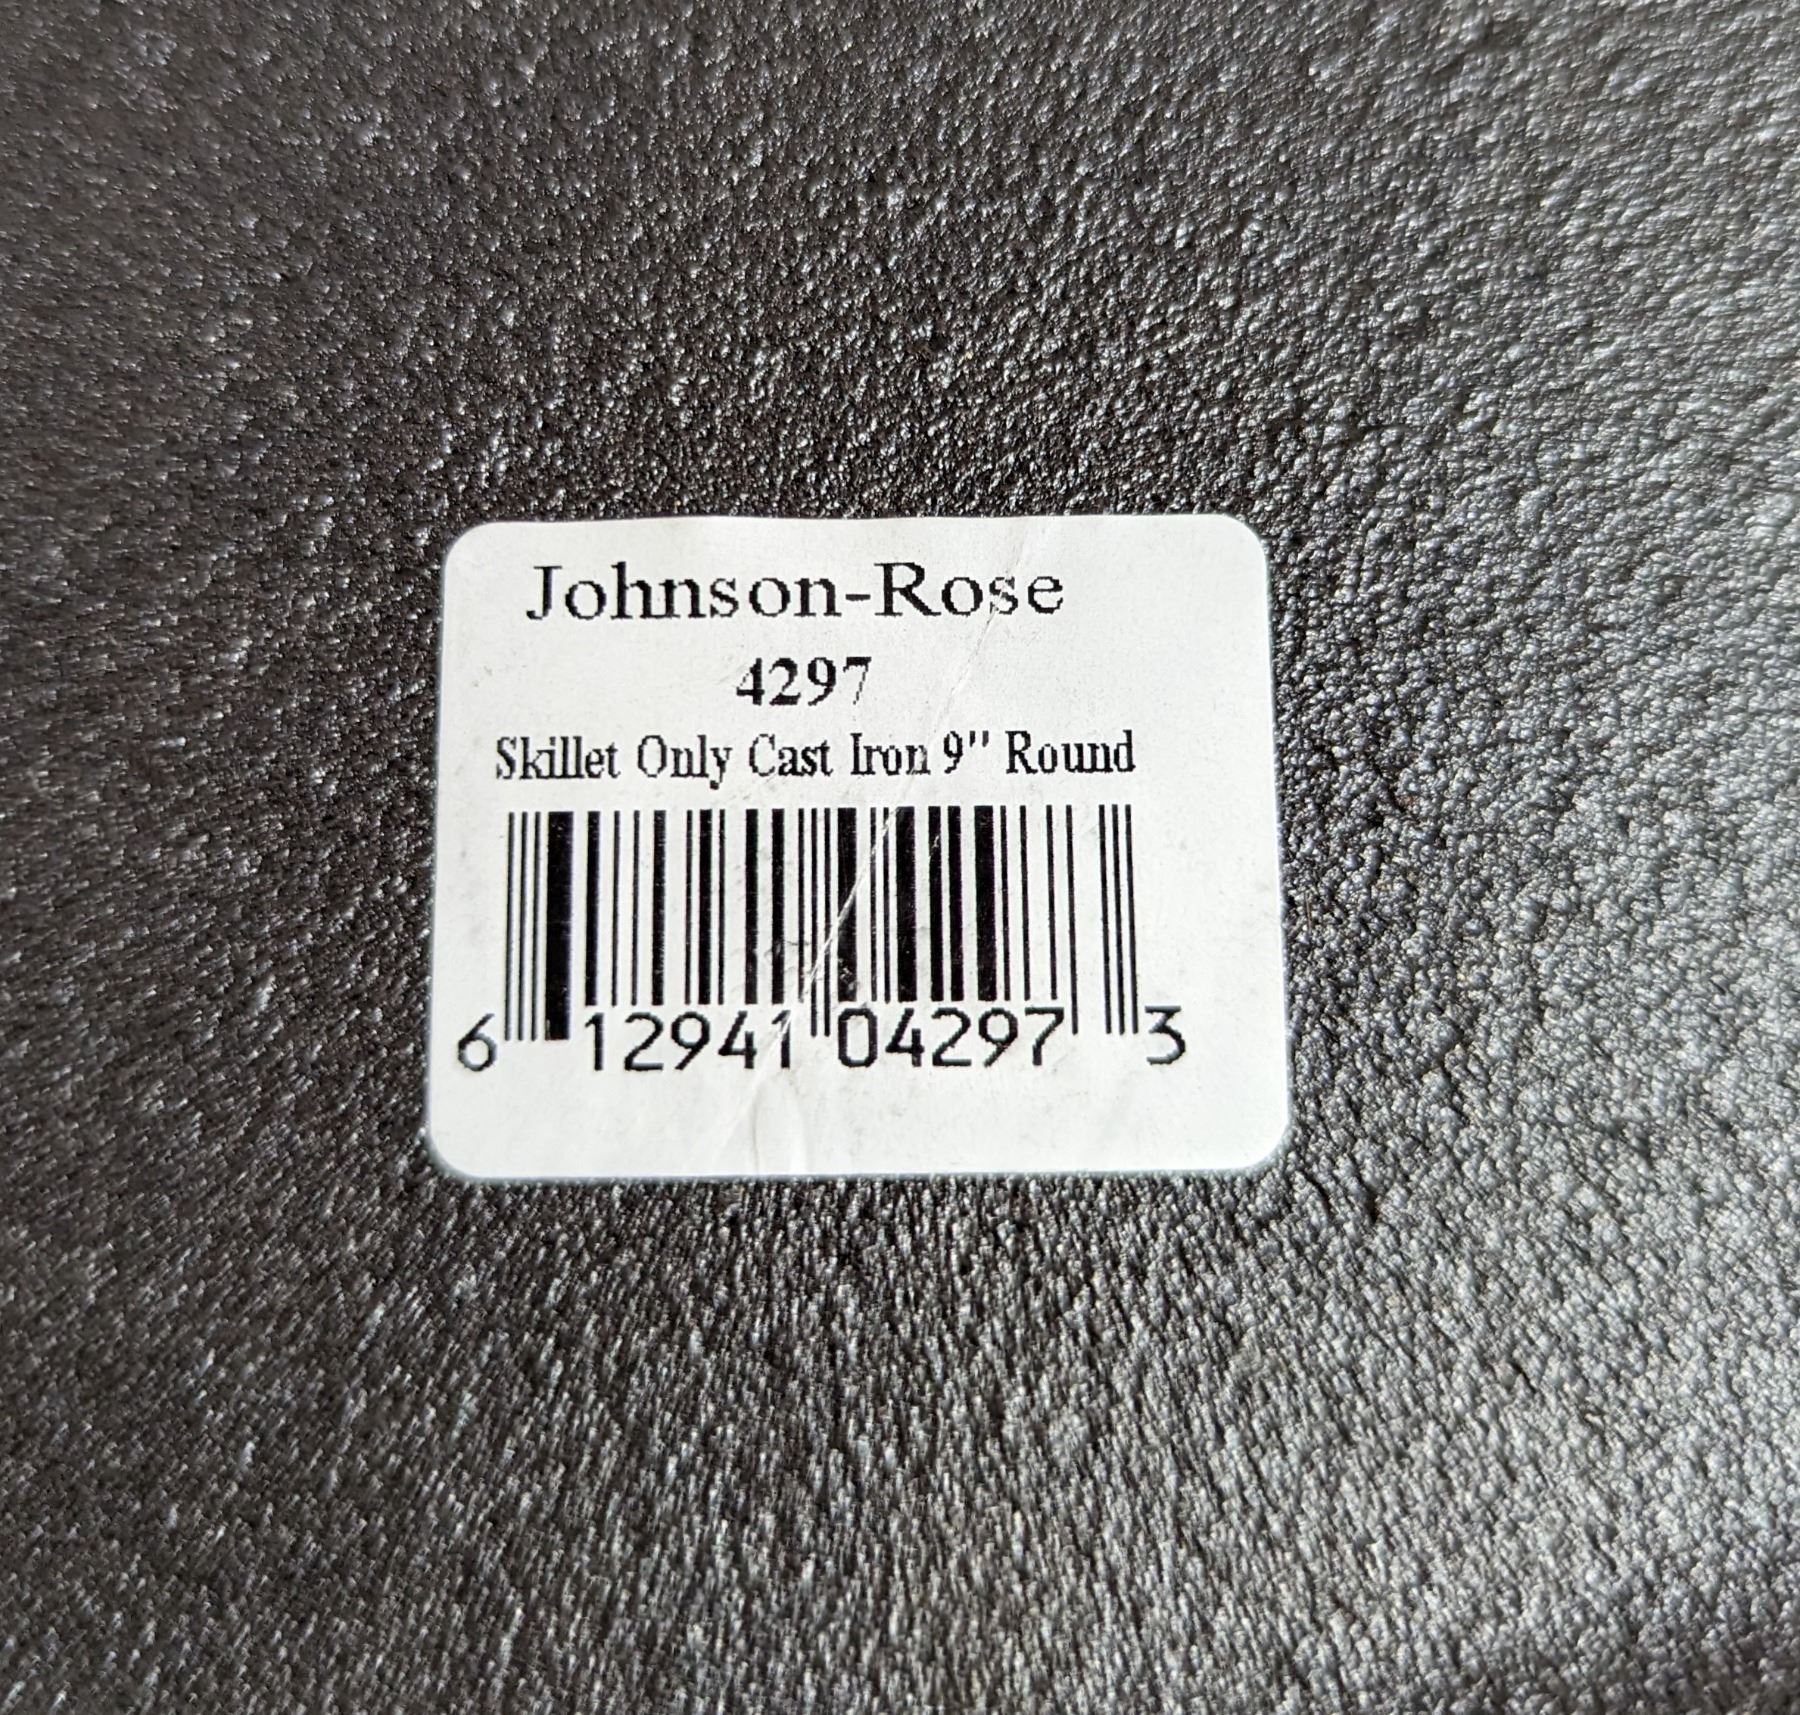 Johnson-Rose
4297
Skillet Only Cast Iron 9" Round
6 12941 04297 3